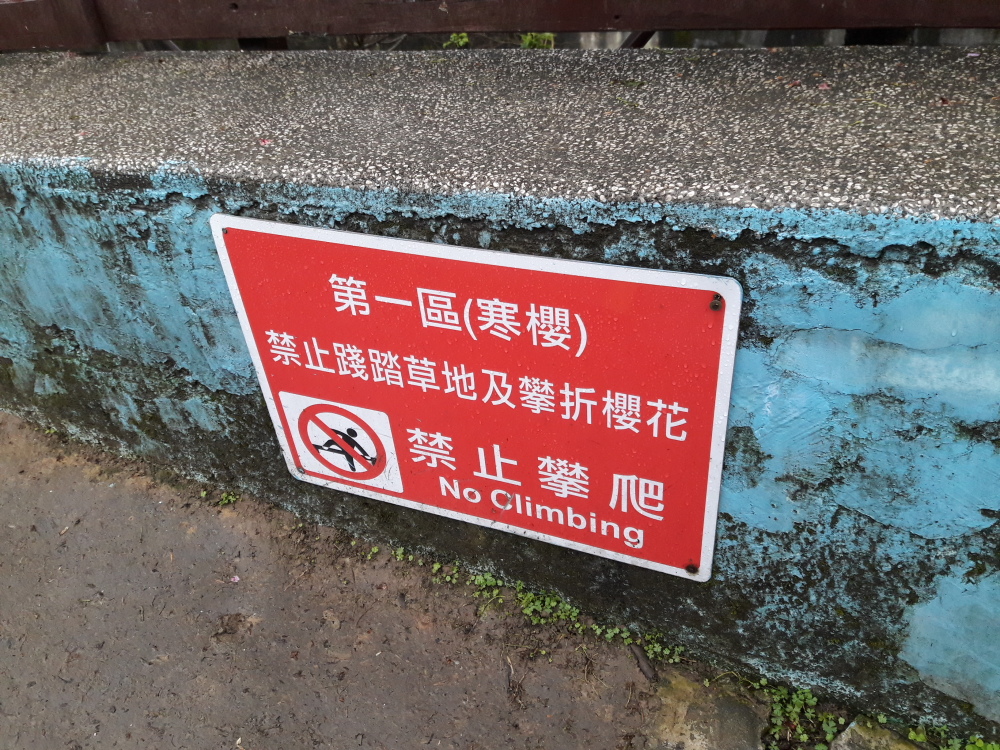 第一區(寒櫻)
禁止踐踏草地及攀折櫻花
禁止攀爬
No Climbing